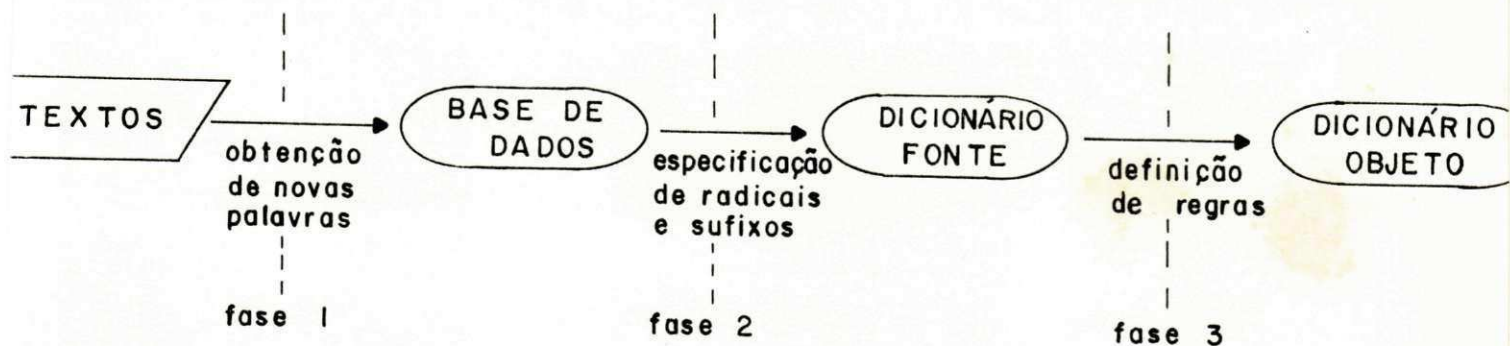 TEXTOS
obtenção
de novas
palavras
fase 1
BASE DE
DADOS
especificação
de radicais
e sufixos
fase 2
DICIONÁRIO
FONTE
definição
de regras
fase 3
DICIONÁRIO
OBJETO